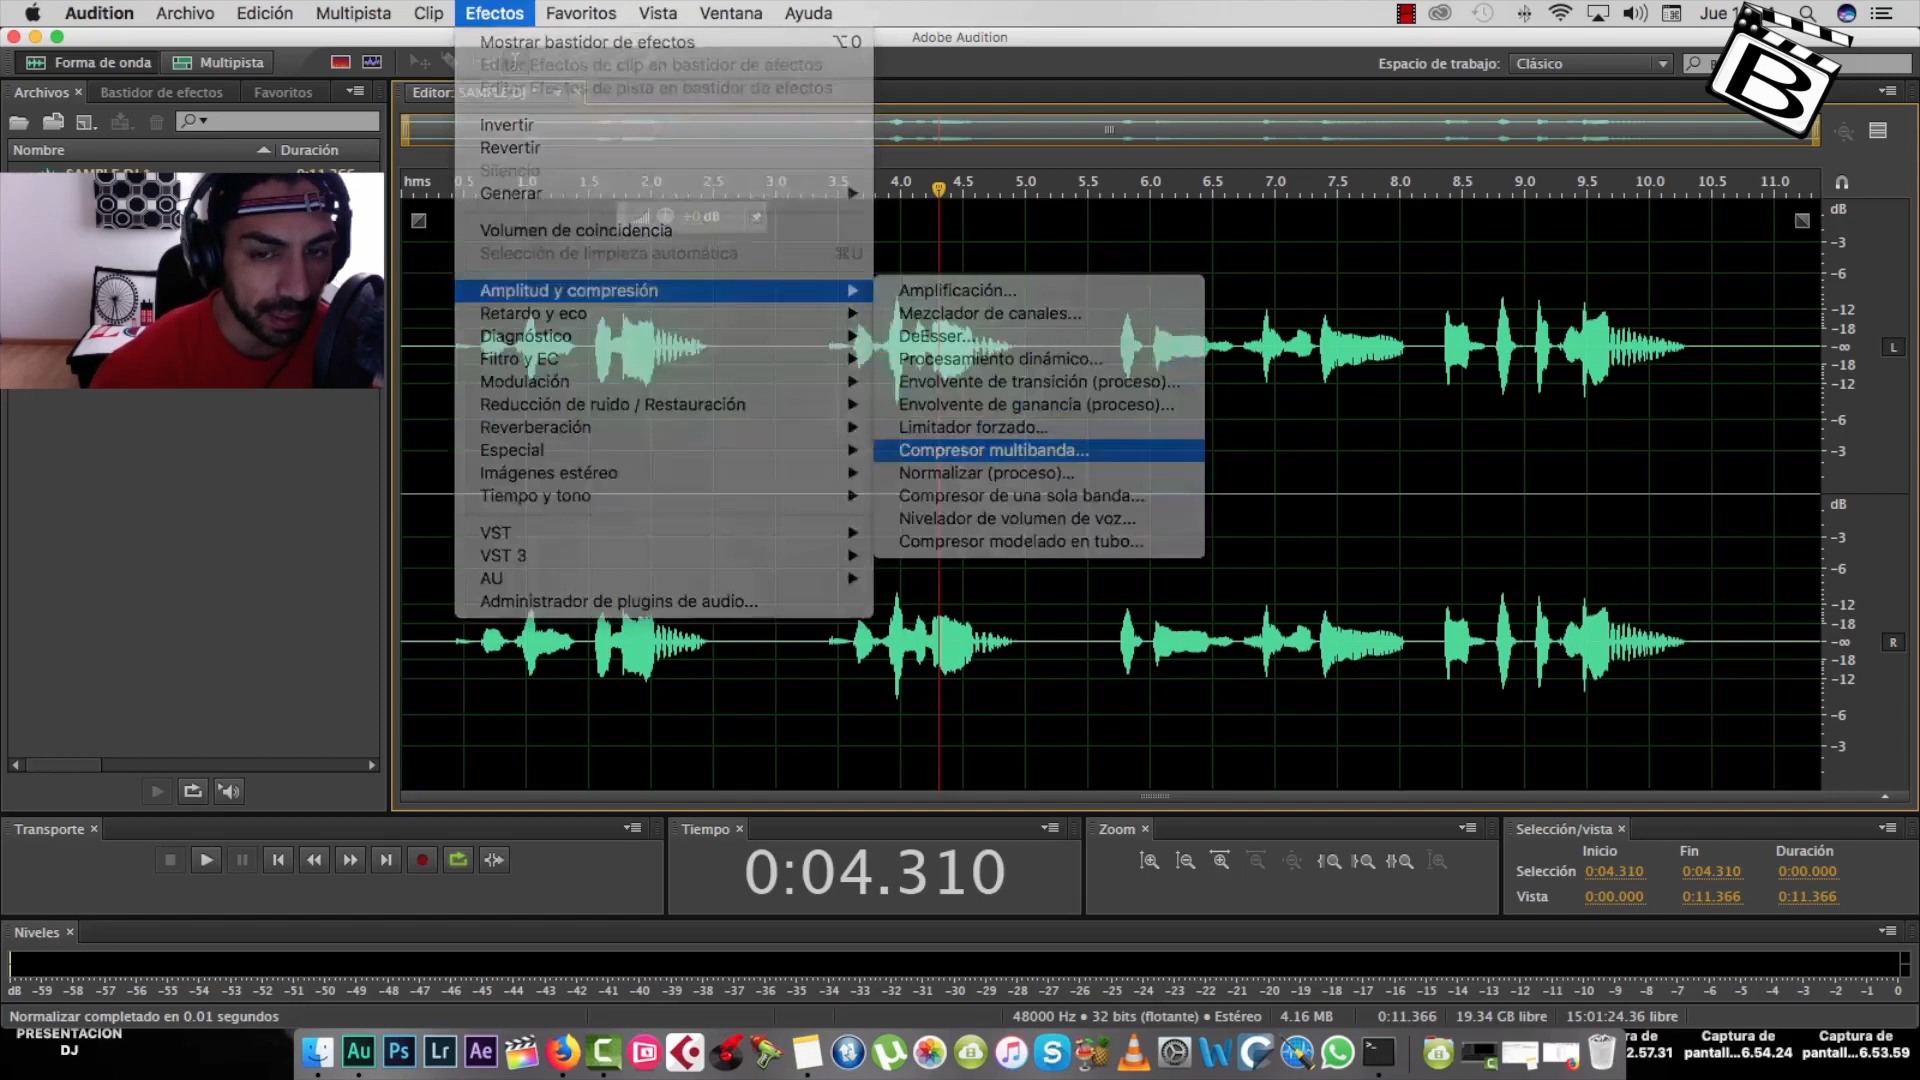 Audition Archivo Edición Multipista Clip Efectos Favoritos Vista Ventana Ayuda Jue
Adobe Audition
Forma de onda Multipista
Espacio de trabajo: Clásico
Archivos × Bastidor de efectos Favoritos
Editor: SAMPLE DJ
Nombre Duración
Mostrar bastidor de efectos ⌥0
Editar Efectos de clip en bastidor de efectos
Editar Efectos de pista en bastidor de efectos
Invertir
Revertir
Silencio
Generar
+0 dB
Volumen de coincidencia
Selección de limpieza automática ⌘U
Amplitud y compresión
Retardo y eco
Diagnóstico
Filtro y EC
Modulación
Reducción de ruido / Restauración
Reverberación
Especial
Imágenes estéreo
Tiempo y tono
VST
VST 3
AU
Administrador de plugins de audio...
Amplificación...
Mezclador de canales...
DeEsser...
Procesamiento dinámico...
Envolvente de transición (proceso)...
Envolvente de ganancia (proceso)...
Limitador forzado...
Compresor multibanda...
Normalizar (proceso)...
Compresor de una sola banda...
Nivelador de volumen de voz...
Compresor modelado en tubo...
B
hms 0.5 1.0 1.5 2.0 2.5 3.0 3.5 4.0 4.5 5.0 5.5 6.0 6.5 7.0 7.5 8.0 8.5 9.0 9.5 10.0 10.5 11.0
dB
-3
-6
-12
-18
-∞
-18
-12
-6
-3
L
dB
-3
-6
-12
-18
-∞
-18
-12
-6
-3
R
Transporte ×
Tiempo ×
0:04.310
Zoom ×
Selección/vista ×
Inicio Fin Duración
Selección 0:04.310 0:04.310 0:00.000
Vista 0:00.000 0:11.366 0:11.366
Niveles ×
dB -59 -58 -57 -56 -55 -54 -53 -52 -51 -50 -49 -48 -47 -46 -45 -44 -43 -42 -41 -40 -39 -38 -37 -36 -35 -34 -33 -32 -31 -30 -29 -28 -27 -26 -25 -24 -23 -22 -21 -20 -19 -18 -17 -16 -15 -14 -13 -12 -11 -10 -9 -8 -7 -6 -5 -4 -3 -2 -1 0
Normalizar completado en 0.01 segundos
48000 Hz • 32 bits (flotante) • Estéreo 4.16 MB 0:11.366 19.34 GB libre 15:01:24.36 libre
PRESENTACION
DJ
Au Ps Lr Ae
Captura de
pantall...6.54.24
Captura de
pantall...6.53.59